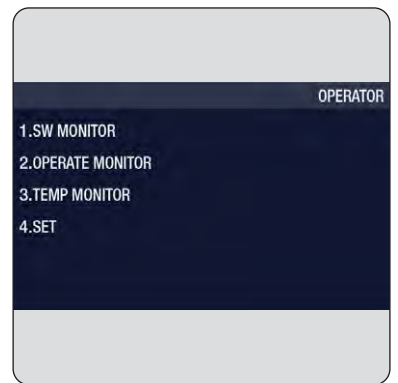 OPERATOR
1.SW MONITOR
2.OPERATE MONITOR
3.TEMP MONITOR
4.SET